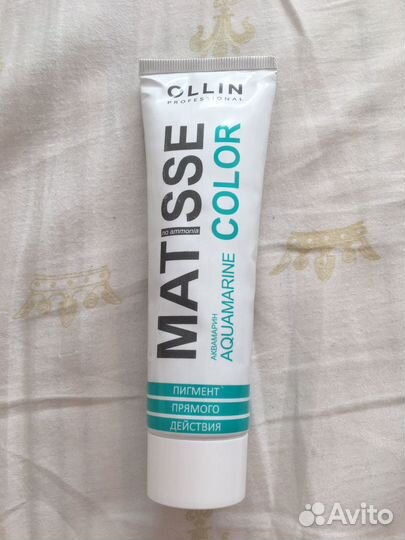 OLLIN
PROFESSIONAL
MATISSE
no ammonia
COLOR
АКВАМАРИН
AQUAMARINE
ПИГМЕНТ
ПРЯМОГО
ДЕЙСТВИЯ
Avito